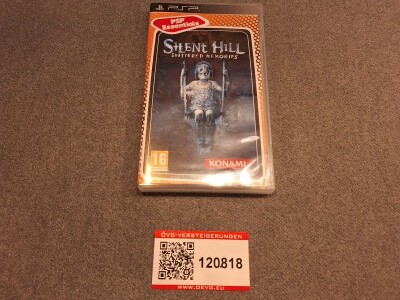 PSP
PSP
Essentials
SILENT HILL
SHATTERED MEMORIES
16
KONAMI
ÖVG-VERSTEIGERUNGEN
120818
WWW.OEVG.EU